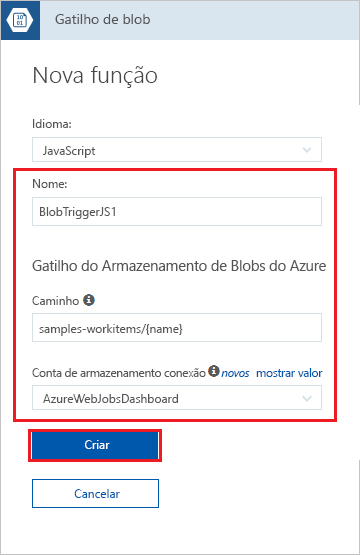 Gatilho de blob
Nova função
Idioma:
JavaScript
Nome:
BlobTriggerJS1
Gatilho do Armazenamento de Blobs do Azure
Caminho
samples-workitems/{name}
Conta de armazenamento conexão novos mostrar valor
AzureWebJobsDashboard
Criar
Cancelar